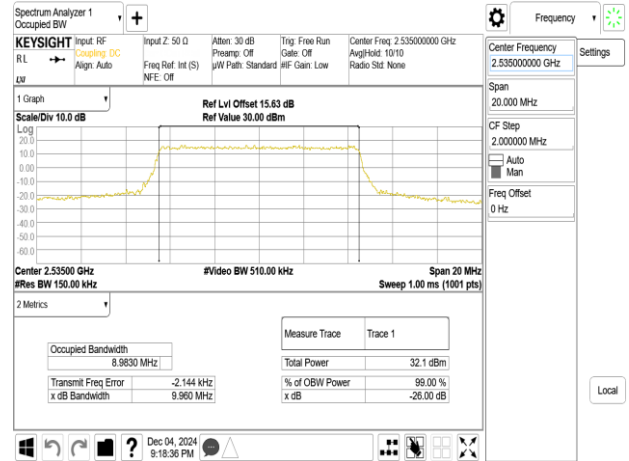 Spectrum Analyzer 1
Occupied BW
Frequency
KEYSIGHT
RL
Input: RF
Coupling: DC
Align: Auto
Input Z: 50 Ω
Freq Ref: Int (S)
NFE: Off
Atten: 30 dB
Preamp: Off
µW Path: Standard
Trig: Free Run
Gate: Off
#IF Gain: Low
Center Freq: 2.535000000 GHz
Avg|Hold: 10/10
Radio Std: None
Center Frequency
2.535000000 GHz
Settings
Span
20.000 MHz
CF Step
2.000000 MHz
Auto
Man
Freq Offset
0 Hz
Local
1 Graph
Scale/Div 10.0 dB
Ref Lvl Offset 15.63 dB
Ref Value 30.00 dBm
Log
20.0
10.0
0.00
-10.0
-20.0
-30.0
-40.0
-50.0
-60.0
Center 2.53500 GHz
#Video BW 510.00 kHz
Span 20 MHz
#Res BW 150.00 kHz
Sweep 1.00 ms (1001 pts)
2 Metrics
Measure Trace Trace 1
Occupied Bandwidth
8.9830 MHz
Total Power 32.1 dBm
Transmit Freq Error -2.144 kHz
% of OBW Power 99.00 %
x dB Bandwidth 9.960 MHz
x dB -26.00 dB
Dec 04, 2024
9:18:36 PM